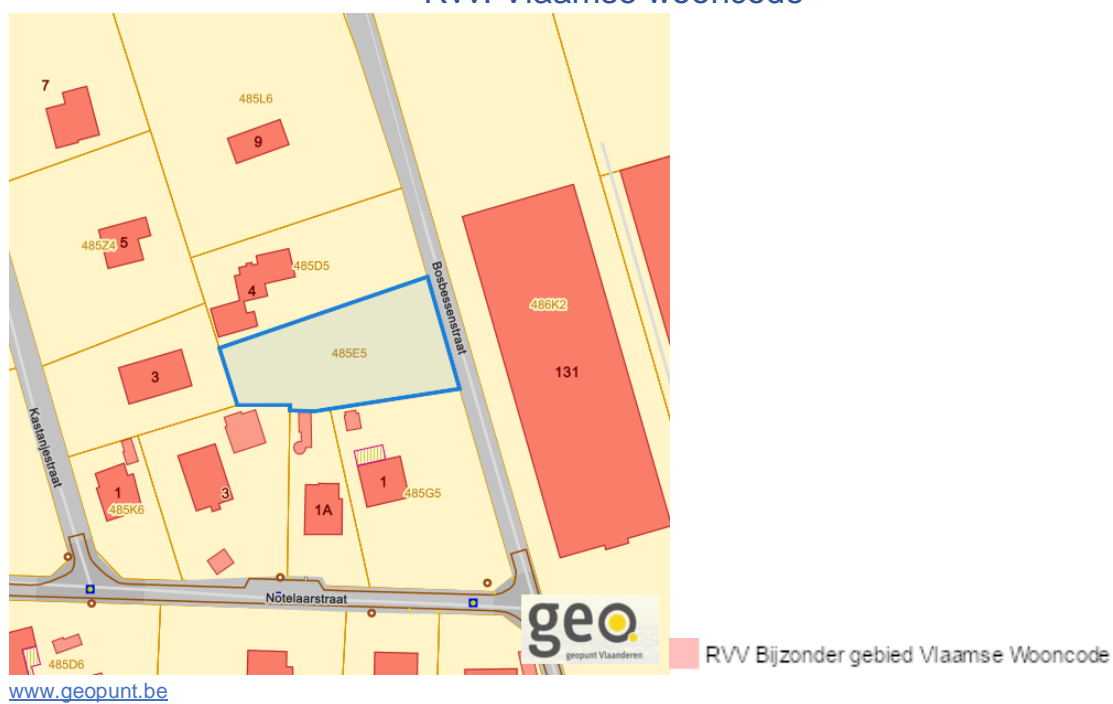 RVV: Vlaamse wooncode
7
485L6
9
485Z4 5
485D5
4
Bosbessenstraat
486K2
485E5
131
3
Kastanjestraat
1
485K6
3
1A
1
485G5
Notelaarstraat
geo
geopunt Vlaanderen
485D6
RVV Bijzonder gebied Vlaamse Wooncode
www.geopunt.be